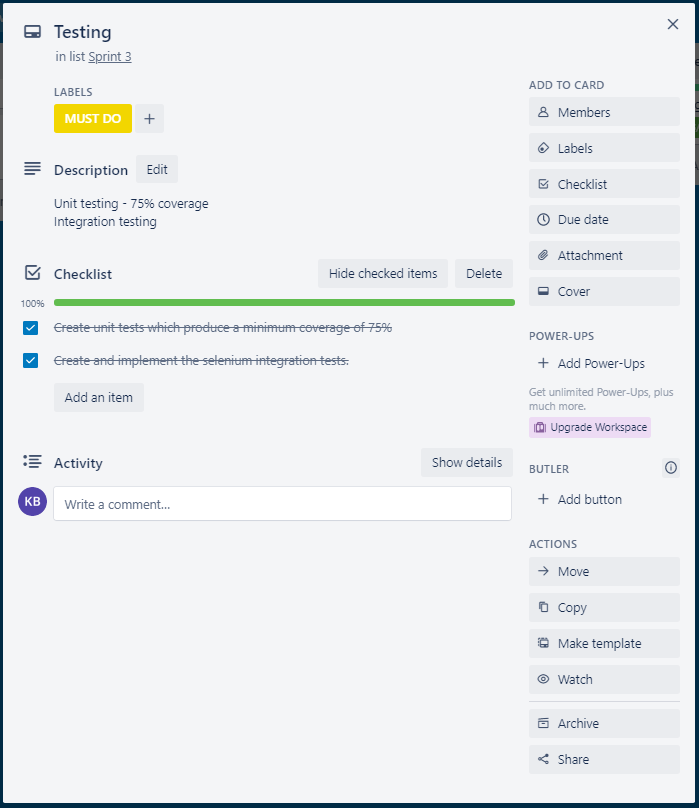 Testing
in list Sprint 3
LABELS
MUST DO
Description
Edit
Unit testing - 75% coverage
Integration testing
Checklist
Hide checked items
Delete
100%
Create unit tests which produce a minimum coverage of 75%
Create and implement the selenium integration tests.
Add an item
Activity
Show details
KB
Write a comment...
ADD TO CARD
Members
Labels
Checklist
Due date
Attachment
Cover
POWER-UPS
+ Add Power-Ups
Get unlimited Power-Ups, plus
much more.
Upgrade Workspace
BUTLER
+ Add button
ACTIONS
Move
Copy
Make template
Watch
Archive
Share